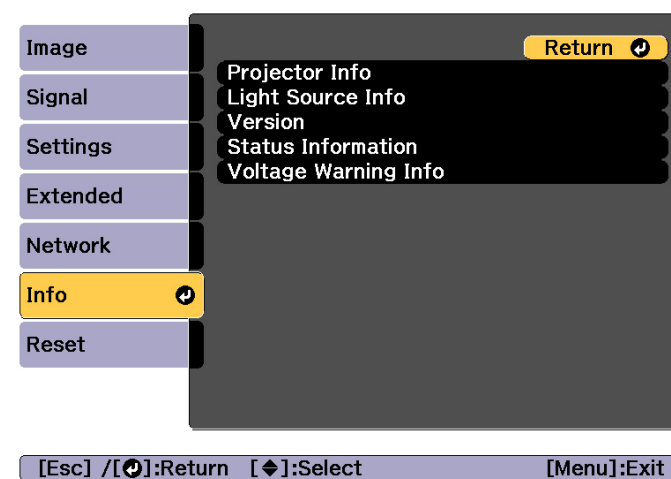 Image
Signal
Settings
Extended
Network
Info
Reset
Return
Projector Info
Light Source Info
Version
Status Information
Voltage Warning Info
[Esc] /[↵]:Return [◆]:Select [Menu]:Exit